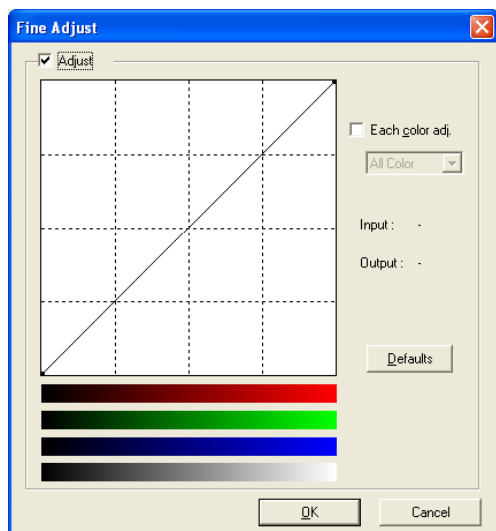 Fine Adjust
Adjust
Each color adj.
All Color
Input : -
Output : -
Defaults
OK
Cancel